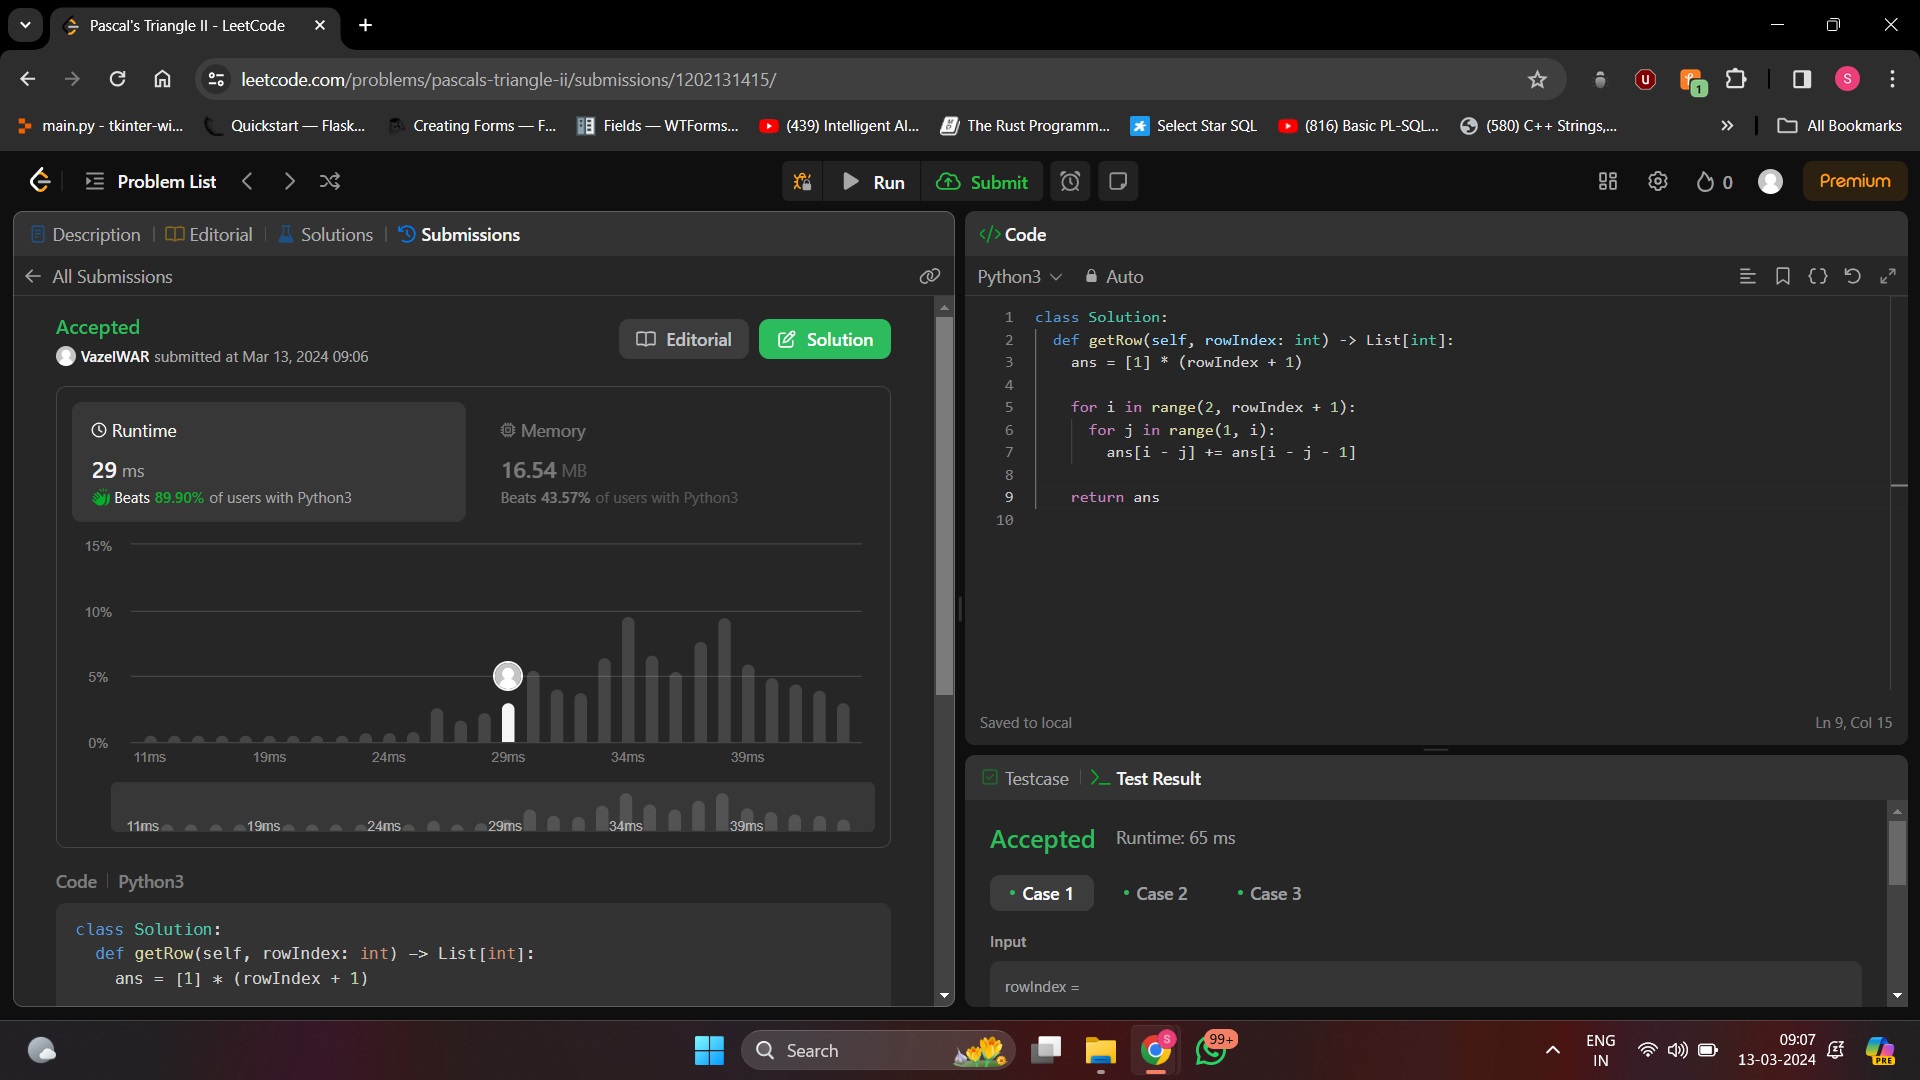 Pascal's Triangle II - LeetCode
leetcode.com/problems/pascals-triangle-ii/submissions/1202131415/
1
S
main.py - tkinter-wi...
Quickstart — Flask...
Creating Forms — F...
Fields — WTForms...
(439) Intelligent AI...
The Rust Programm...
Select Star SQL
(816) Basic PL-SQL...
(580) C++ Strings,...
All Bookmarks
Problem List
Run
Submit
0
Premium
Description
Editorial
Solutions
Submissions
All Submissions
Accepted
VazelWAR submitted at Mar 13, 2024 09:06
Editorial
Solution
Runtime
29 ms
Beats 89.90% of users with Python3
Memory
16.54 MB
Beats 43.57% of users with Python3
15%
10%
5%
0%
11ms 19ms 24ms 29ms 34ms 39ms
11ms 19ms 24ms 29ms 34ms 39ms
Code | Python3
class Solution:
def getRow(self, rowIndex: int) -> List[int]:
ans = [1] * (rowIndex + 1)
</> Code
Python3
Auto
1 class Solution:
2 def getRow(self, rowIndex: int) -> List[int]:
3 ans = [1] * (rowIndex + 1)
4
5 for i in range(2, rowIndex + 1):
6 for j in range(1, i):
7 ans[i - j] += ans[i - j - 1]
8
9 return ans
10
Saved to local
Ln 9, Col 15
Testcase
Test Result
Accepted Runtime: 65 ms
Case 1
Case 2
Case 3
Input
rowIndex =
Search
S
99+
ENG
IN
09:07
13-03-2024
PRE